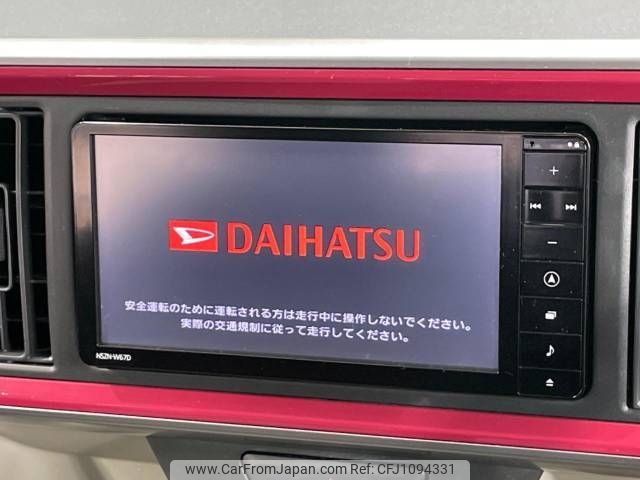 DAIHATSU
安全運転のために運転される方は走行中に操作しないでください。
実際の交通規制に従って走行してください。
NSZN-W67D
www.CarFromJapan.com - CFJ1094331